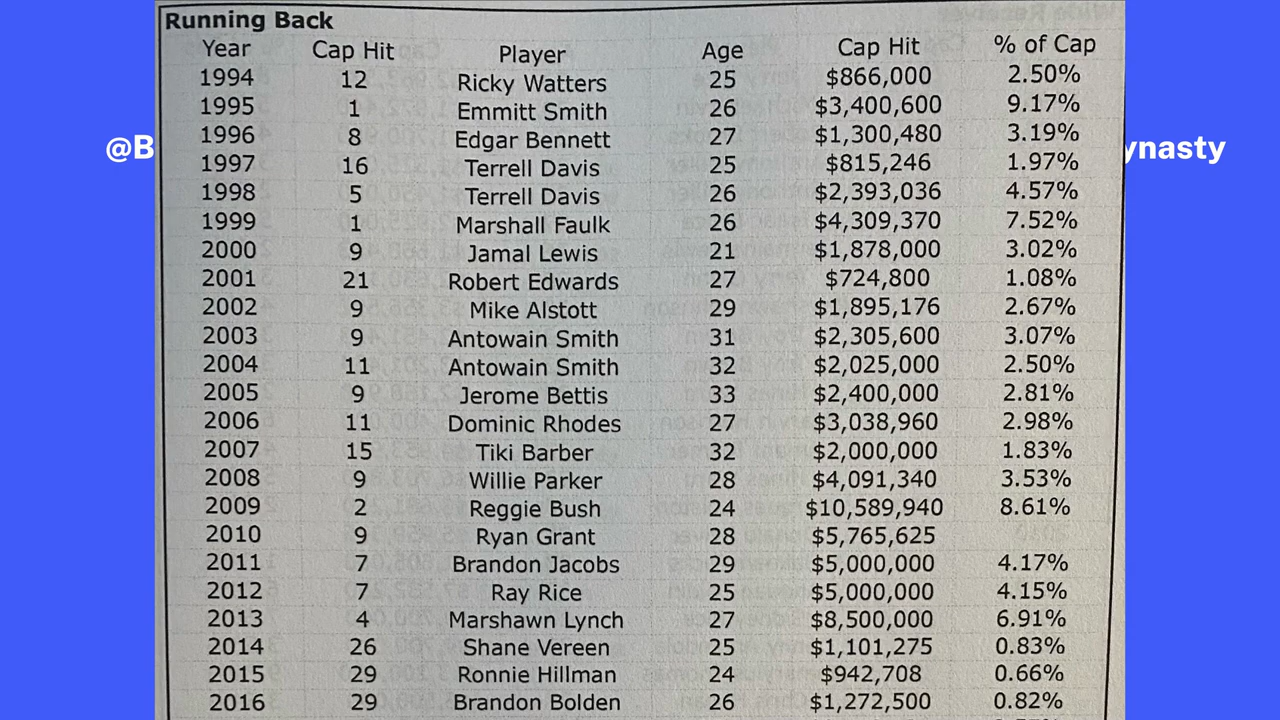 Running Back
Year Cap Hit Player Age Cap Hit % of Cap
1994 12 Ricky Watters 25 $866,000 2.50%
1995 1 Emmitt Smith 26 $3,400,600 9.17%
1996 8 Edgar Bennett 27 $1,300,480 3.19%
@B ynasty
1997 16 Terrell Davis 25 $815,246 1.97%
1998 5 Terrell Davis 26 $2,393,036 4.57%
1999 1 Marshall Faulk 26 $4,309,370 7.52%
2000 9 Jamal Lewis 21 $1,878,000 3.02%
2001 21 Robert Edwards 27 $724,800 1.08%
2002 9 Mike Alstott 29 $1,895,176 2.67%
2003 9 Antowain Smith 31 $2,305,600 3.07%
2004 11 Antowain Smith 32 $2,025,000 2.50%
2005 9 Jerome Bettis 33 $2,400,000 2.81%
2006 11 Dominic Rhodes 27 $3,038,960 2.98%
2007 15 Tiki Barber 32 $2,000,000 1.83%
2008 9 Willie Parker 28 $4,091,340 3.53%
2009 2 Reggie Bush 24 $10,589,940 8.61%
2010 9 Ryan Grant 28 $5,765,625
2011 7 Brandon Jacobs 29 $5,000,000 4.17%
2012 7 Ray Rice 25 $5,000,000 4.15%
2013 4 Marshawn Lynch 27 $8,500,000 6.91%
2014 26 Shane Vereen 25 $1,101,275 0.83%
2015 29 Ronnie Hillman 24 $942,708 0.66%
2016 29 Brandon Bolden 26 $1,272,500 0.82%